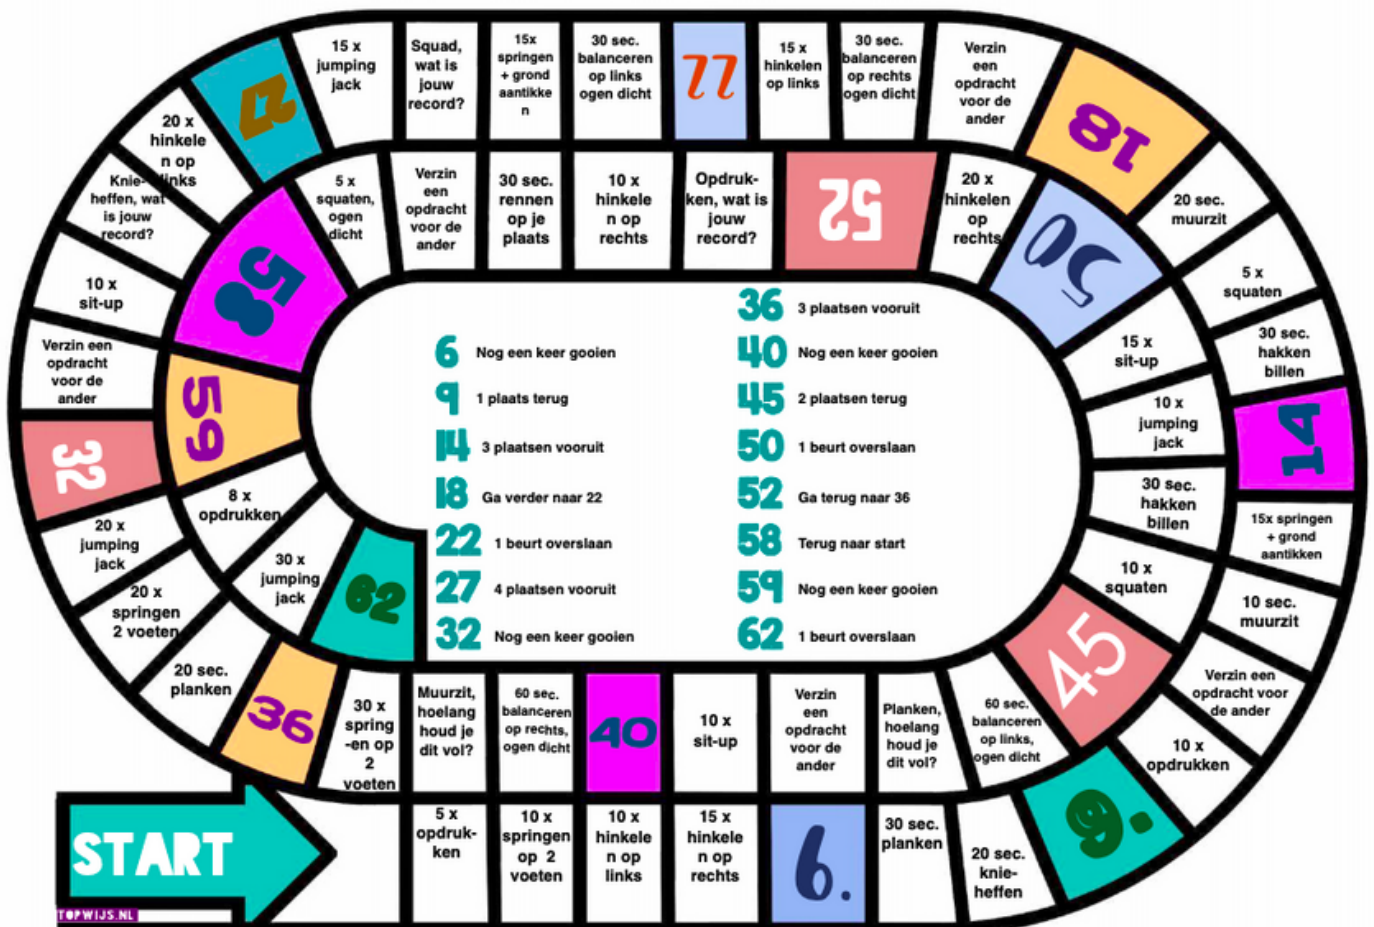 START
TOPWIJS.NL
5 x
opdruk-
ken
10 x
springen
op 2
voeten
10 x
hinkele
n op
links
15 x
hinkele
n op
rechts
6.
30 sec.
planken
20 sec.
knie-
heffen
9.
10 x
opdrukken
Verzin een
opdracht voor
de ander
10 sec.
muurzit
15x springen
+ grond
aantikken
14
30 sec.
hakken
billen
5 x
squaten
20 sec.
muurzit
18
Verzin
een
opdracht
voor de
ander
30 sec.
balanceren
op rechts
ogen dicht
15 x
hinkelen
op links
22
30 sec.
balanceren
op links
ogen dicht
15x
springen
+ grond
aantikke
n
Squad,
wat is
jouw
record?
15 x
jumping
jack
27
20 x
hinkele
n op
links
Knie-
heffen, wat
is jouw
record?
10 x
sit-up
Verzin een
opdracht
voor de
ander
32
20 x
jumping
jack
20 x
springen
2 voeten
20 sec.
planken
36
30 x
spring
-en op
2
voeten
Muurzit,
hoelang
houd je
dit vol?
60 sec.
balanceren
op rechts,
ogen dicht
40
10 x
sit-up
Verzin
een
opdracht
voor de
ander
Planken,
hoelang
houd je
dit vol?
60 sec.
balanceren
op links,
ogen dicht
45
10 x
squaten
30 sec.
hakken
billen
10 x
jumping
jack
15 x
sit-up
50
20 x
hinkelen
op
rechts
52
Opdruk-
ken, wat is
jouw
record?
10 x
hinkele
n op
rechts
30 sec.
rennen
op je
plaats
Verzin
een
opdracht
voor de
ander
5 x
squaten,
ogen
dicht
58
59
8 x
opdrukken
30 x
jumping
jack
62
6 Nog een keer gooien
9 1 plaats terug
14 3 plaatsen vooruit
18 Ga verder naar 22
22 1 beurt overslaan
27 4 plaatsen vooruit
32 Nog een keer gooien
36 3 plaatsen vooruit
40 Nog een keer gooien
45 2 plaatsen terug
50 1 beurt overslaan
52 Ga terug naar 36
58 Terug naar start
59 Nog een keer gooien
62 1 beurt overslaan